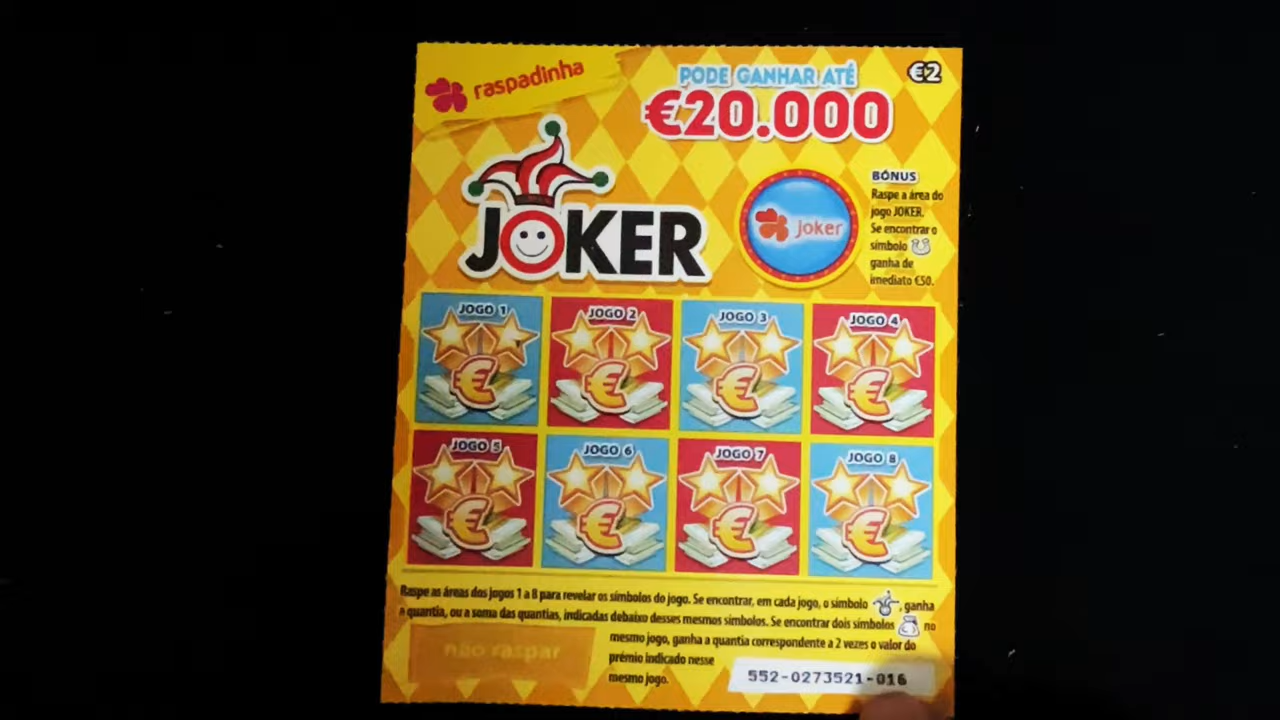 raspadinha
PODE GANHAR ATÉ
€20.000
€2
JOKER
joker
BÓNUS
Raspe a área do
jogo JOKER.
Se encontrar o
símbolo
ganha de
imediato €50.
JOGO 1
JOGO 2
JOGO 3
JOGO 4
€
€
€
€
JOGO 5
JOGO 6
JOGO 7
JOGO 8
€
€
€
€
Raspe as áreas dos jogos 1 a 8 para revelar os símbolos do jogo. Se encontrar, em cada jogo, o símbolo , ganha
a quantia, ou a soma das quantias, indicadas debaixo desses mesmos símbolos. Se encontrar dois símbolos no
mesmo jogo, ganha a quantia correspondente a 2 vezes o valor do
prémio indicado nesse
mesmo jogo.
não raspar
552-0273521-016